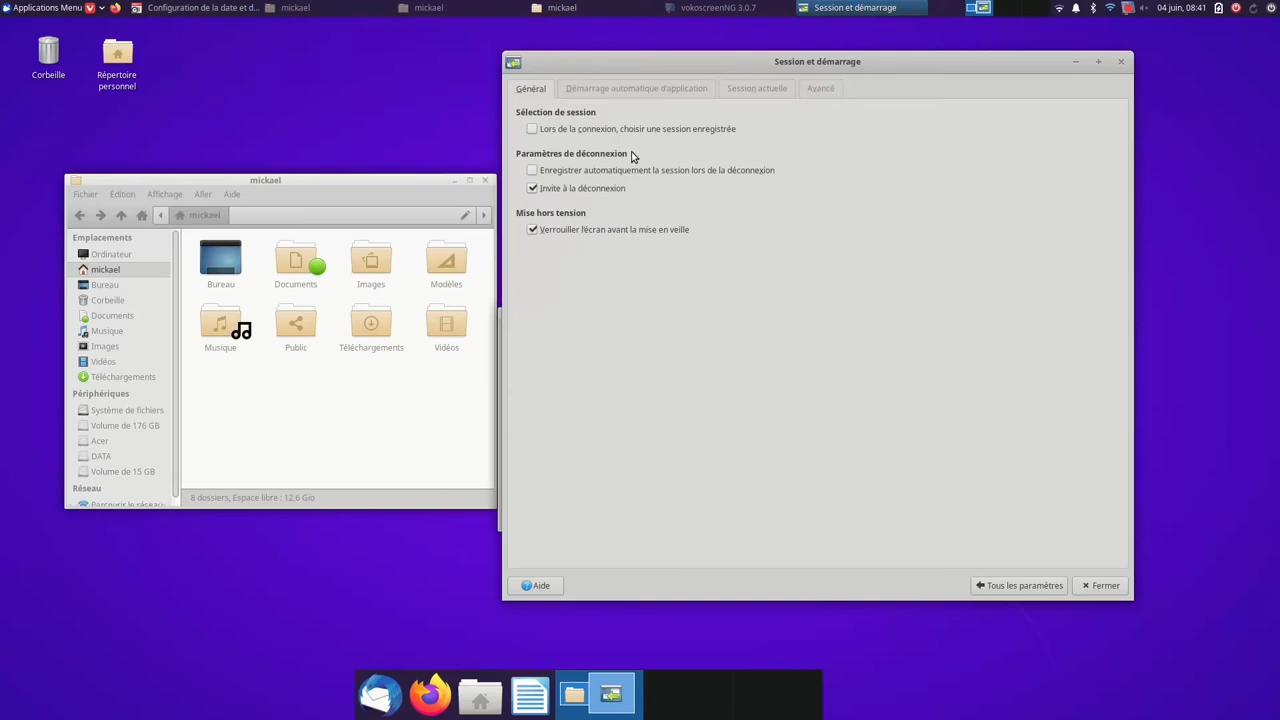 Applications Menu
Configuration de la date et d...
mickael
mickael
mickael
vokoscreenNG 3.0.7
Session et démarrage
04 juin, 08:41
Corbeille
Répertoire
personnel
Session et démarrage
Général
Démarrage automatique d'application
Session actuelle
Avancé
Sélection de session
Lors de la connexion, choisir une session enregistrée
Paramètres de déconnexion
Enregistrer automatiquement la session lors de la déconnexion
Invite à la déconnexion
Mise hors tension
Verrouiller l'écran avant la mise en veille
Aide
Tous les paramètres
Fermer
mickael
Fichier Édition Affichage Aller Aide
mickael
Emplacements
Ordinateur
mickael
Bureau
Corbeille
Documents
Musique
Images
Vidéos
Téléchargements
Périphériques
Système de fichiers
Volume de 176 GB
Acer
DATA
Volume de 15 GB
Réseau
Parcourir le réseau
Bureau Documents Images Modèles
Musique Public Téléchargements Vidéos
8 dossiers, Espace libre : 12,6 Gio